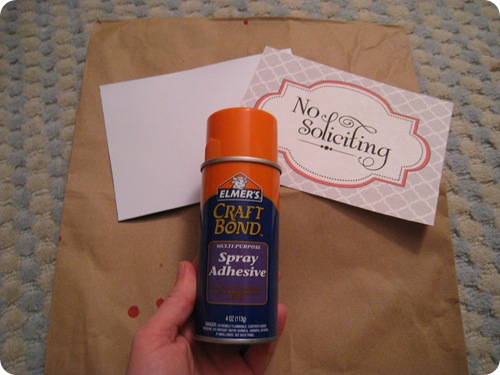 No
Soliciting
ELMER'S
CRAFT
BOND
MULTI-PURPOSE
Spray
Adhesive
4 OZ (113g)